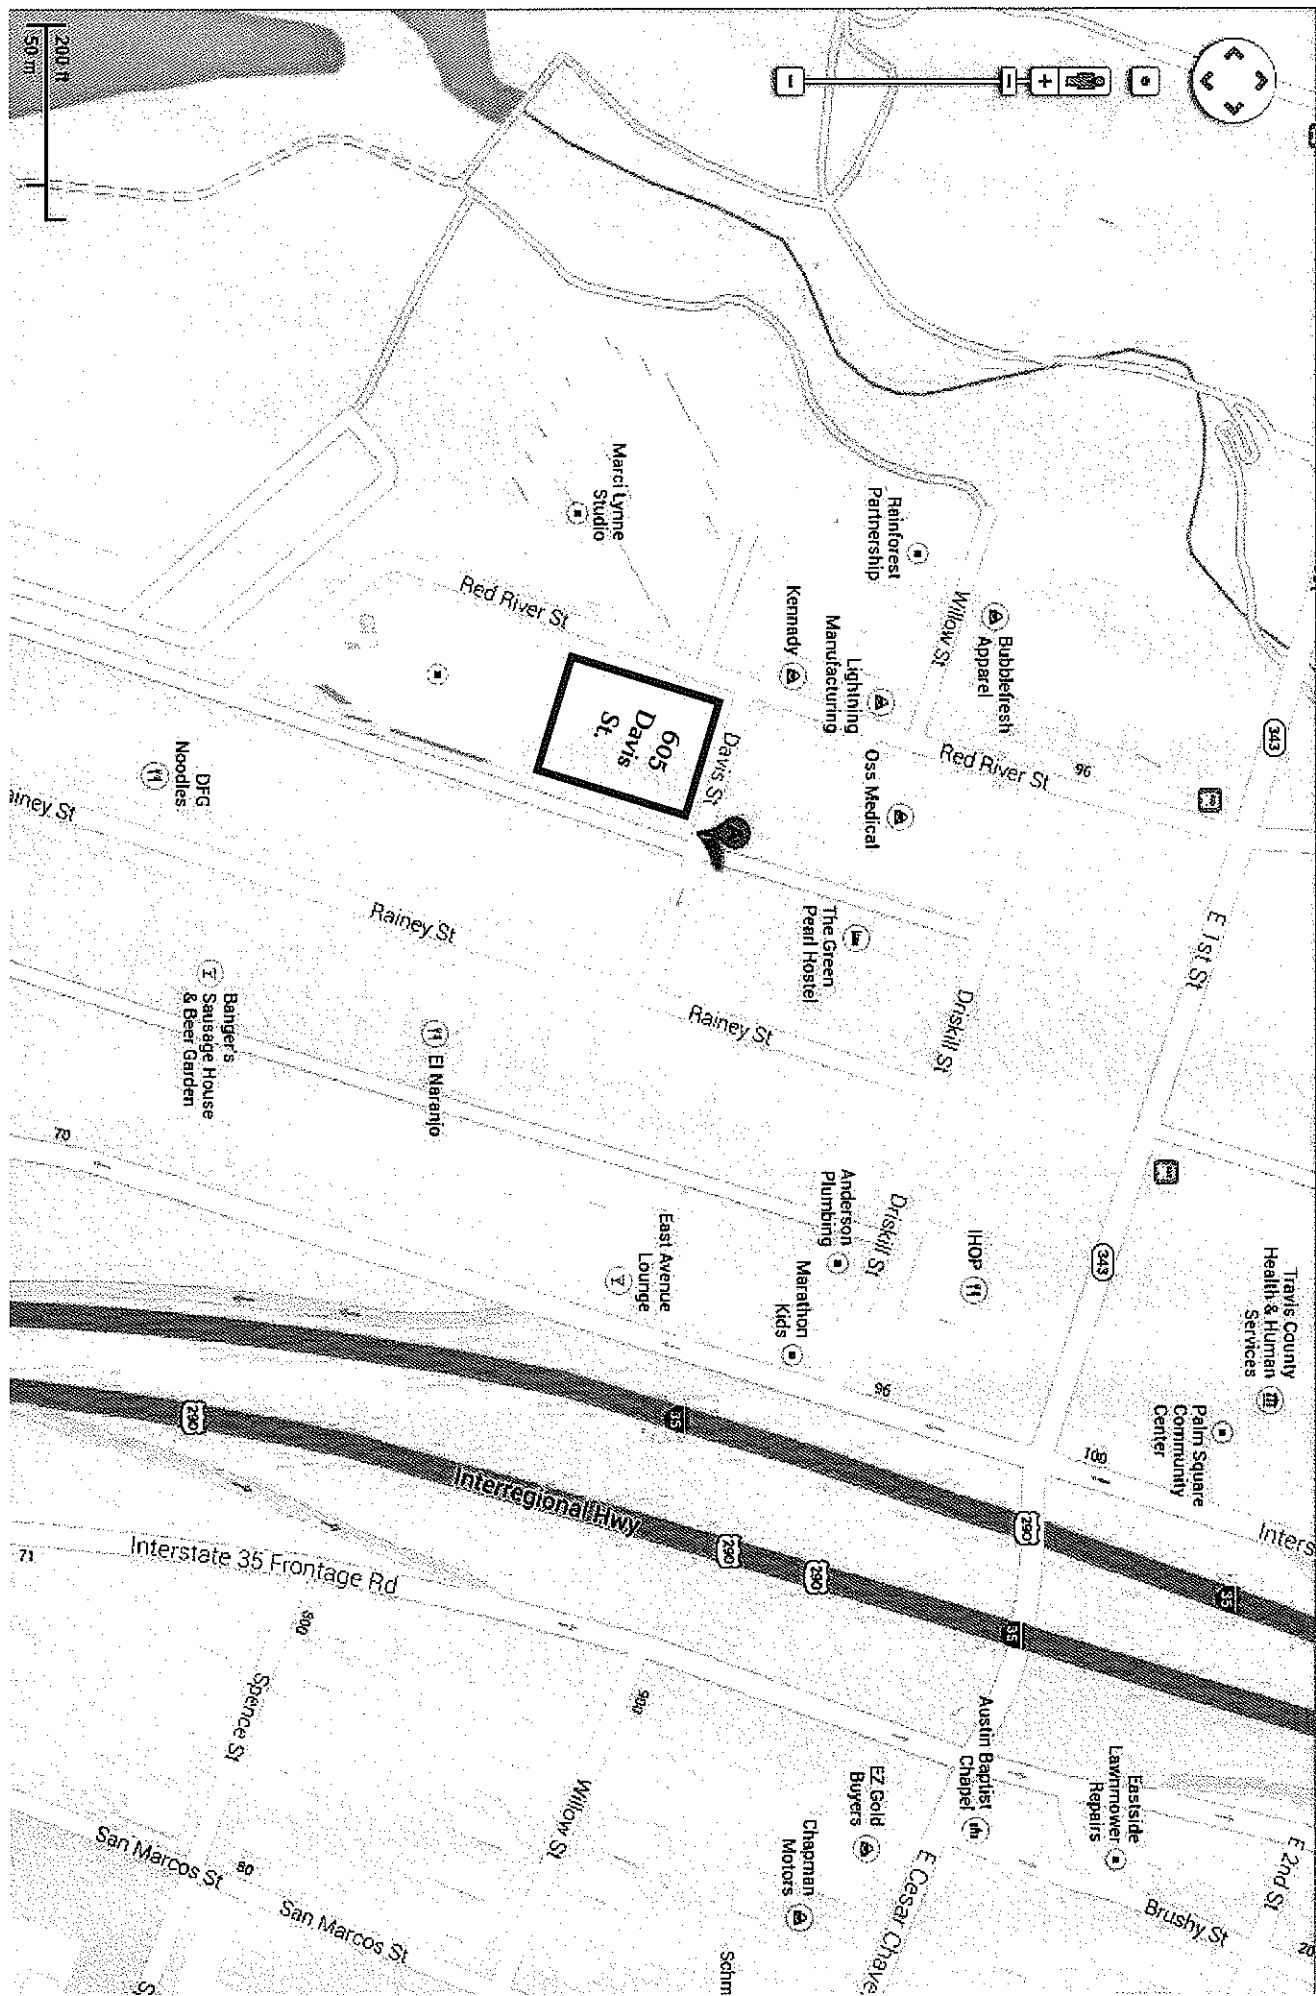 Inters
35
E 2nd St
20
Travis County
Health & Human
Services
343
Palm Square
Community
Center
E 1st St
Brushy St
343
100
Eastside
Lawnmower
Repairs
96
Red River St
Bubblefresh
Apparel
290
35
IHOP
Austin Baptist
Chapel
Willow St
Driskill St
Driskill St
E Cesar Chave
Rainforest
Partnership
Oss Medical
96
EZ Gold
Buyers
Lightning
Manufacturing
The Green
Pearl Hostel
Anderson
Plumbing
Kennady
Marathon
Kids
290
Chapman
Motors
Davis St
Rainey St
290
Schm
605
Davis
St.
35
East Avenue
Lounge
Marci Lynne
Studio
900
Interregional Hwy
Willow St
Red River St
Rainey St
El Naranjo
San Marcos St
Interstate 35 Frontage Rd
500
Spence St
80
Banger's
Sausage House
& Beer Garden
290
DFG
Noodles
San Marcos St
S
ainey St
70
71
200 ft
50 m